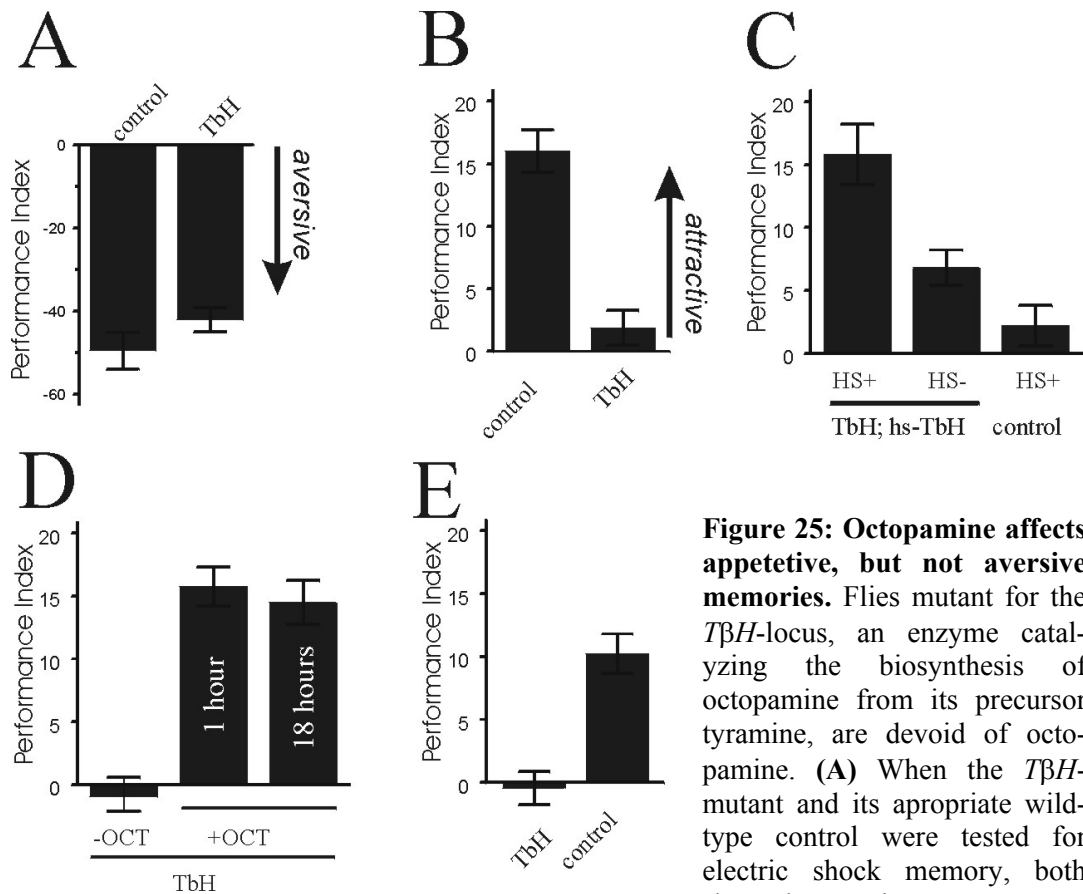 A
control
TbH
0
-20
-40
-60
Performance Index
aversive
B
20
15
10
5
0
Performance Index
attractive
control
TbH
C
20
15
10
5
0
Performance Index
HS+ HS- HS+
TbH; hs-TbH control
D
20
15
10
5
0
Performance Index
1 hour
18 hours
-OCT +OCT
TbH
E
20
15
10
5
0
Performance Index
TbH
control
Figure 25: Octopamine affects
appetetive, but not aversive
memories. Flies mutant for the
TβH-locus, an enzyme catal-
yzing the biosynthesis of
octopamine from its precursor
tyramine, are devoid of octo-
pamine. (A) When the TβH-
mutant and its apropriate wild-
type control were tested for
electric shock memory, both